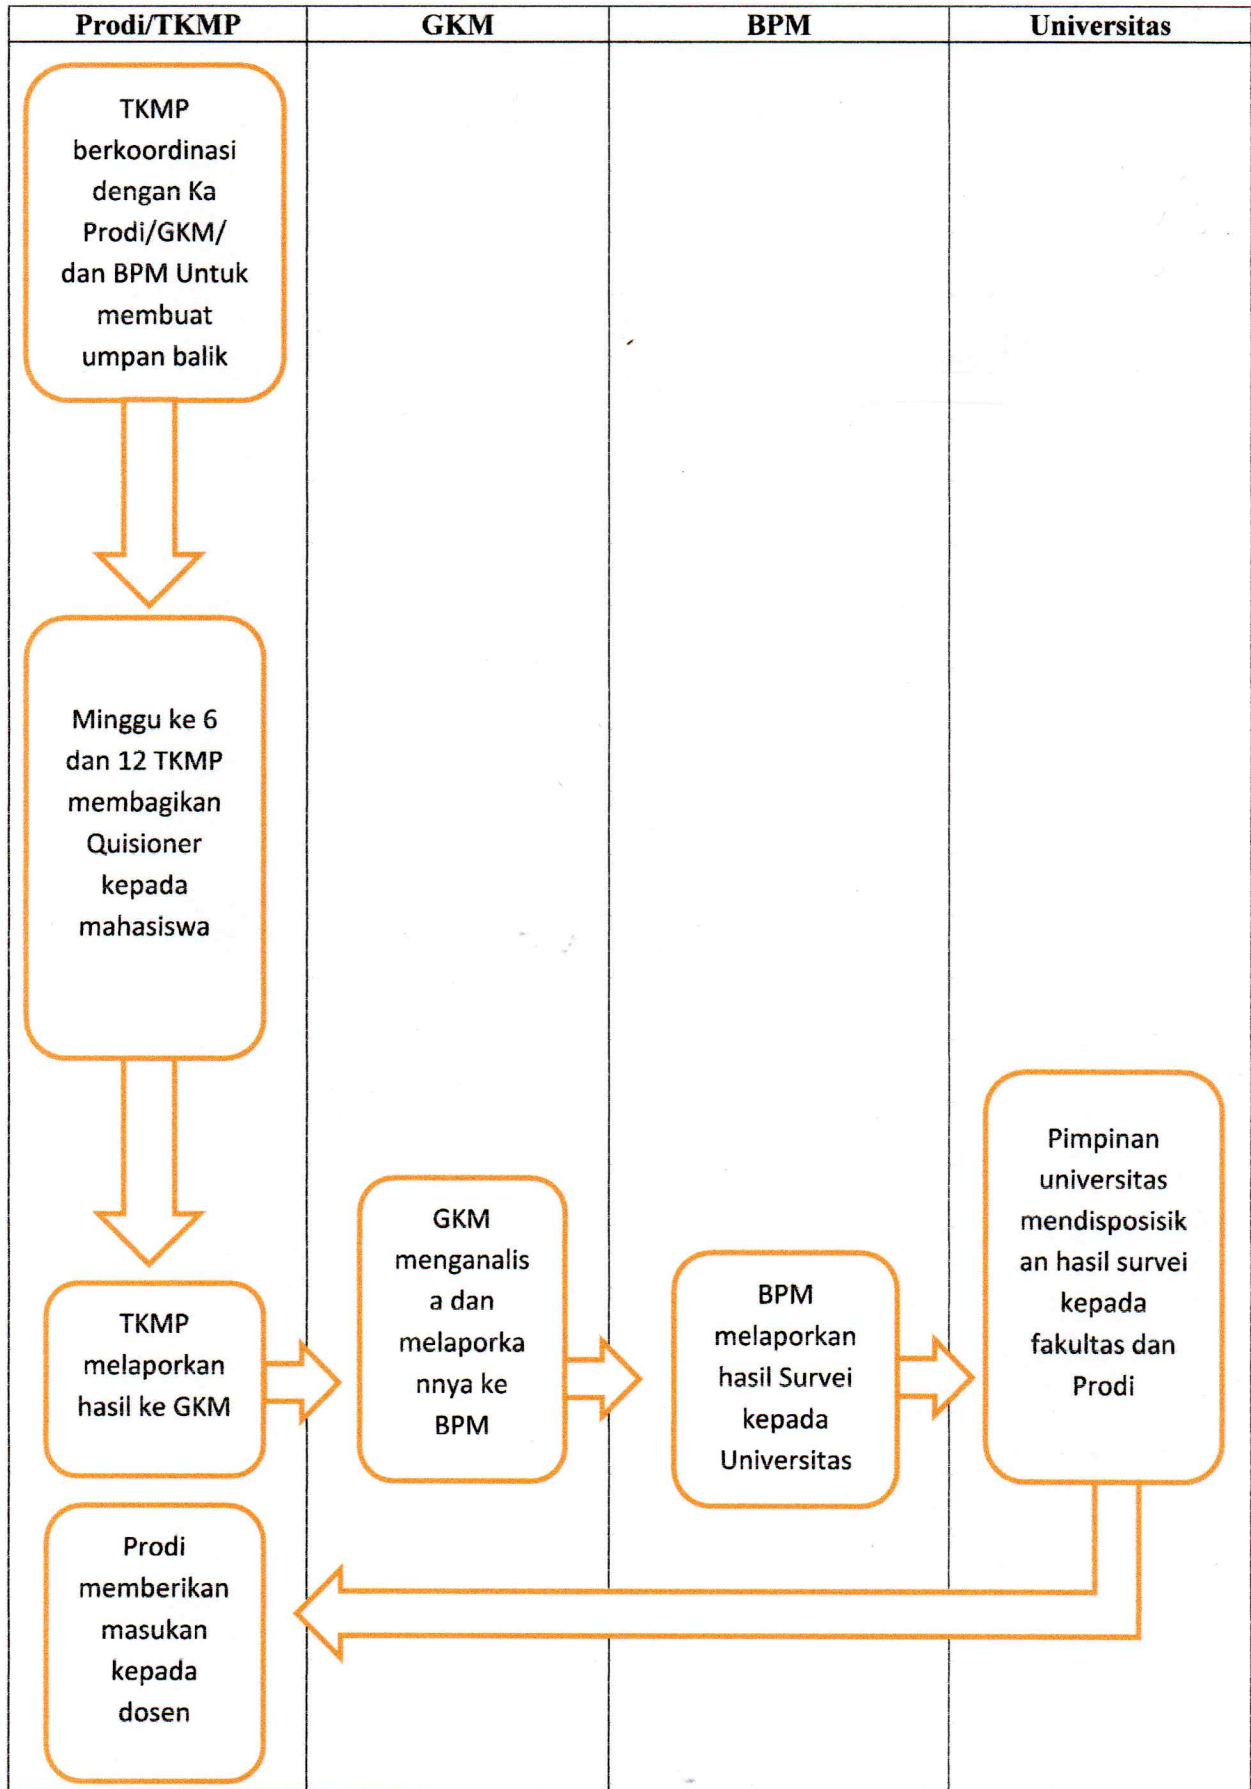 Prodi/TKMP
GKM
BPM
Universitas
TKMP
berkoordinasi
dengan Ka
Prodi/GKM/
dan BPM Untuk
membuat
umpan balik
Minggu ke 6
dan 12 TKMP
membagikan
Quisioner
kepada
mahasiswa
TKMP
melaporkan
hasil ke GKM
GKM
menganalis
a dan
melaporka
nnya ke
BPM
BPM
melaporkan
hasil Survei
kepada
Universitas
Pimpinan
universitas
mendisposisik
an hasil survei
kepada
fakultas dan
Prodi
Prodi
memberikan
masukan
kepada
dosen